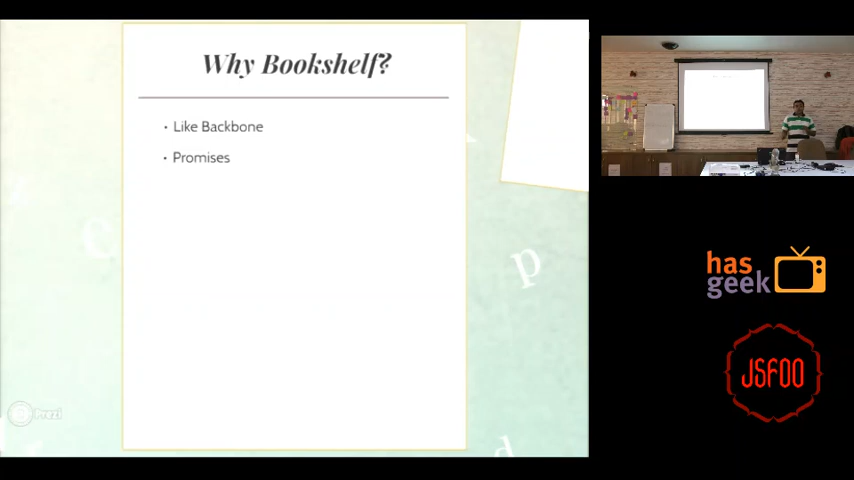 Why Bookshelf?
• Like Backbone
• Promises
c
p
d
Prezi
has
geek
JSFOO